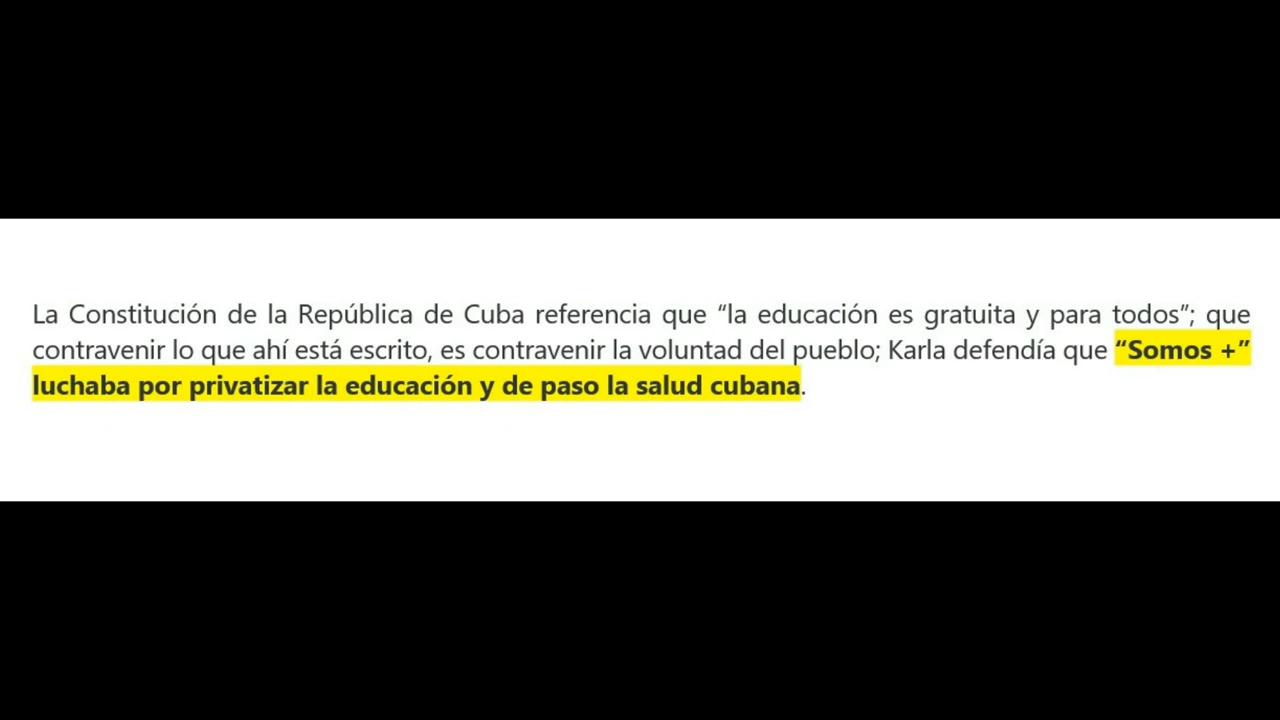 La Constitución de la República de Cuba referencia que “la educación es gratuita y para todos”; que
contravenir lo que ahí está escrito, es contravenir la voluntad del pueblo; Karla defendía que “Somos +”
luchaba por privatizar la educación y de paso la salud cubana.